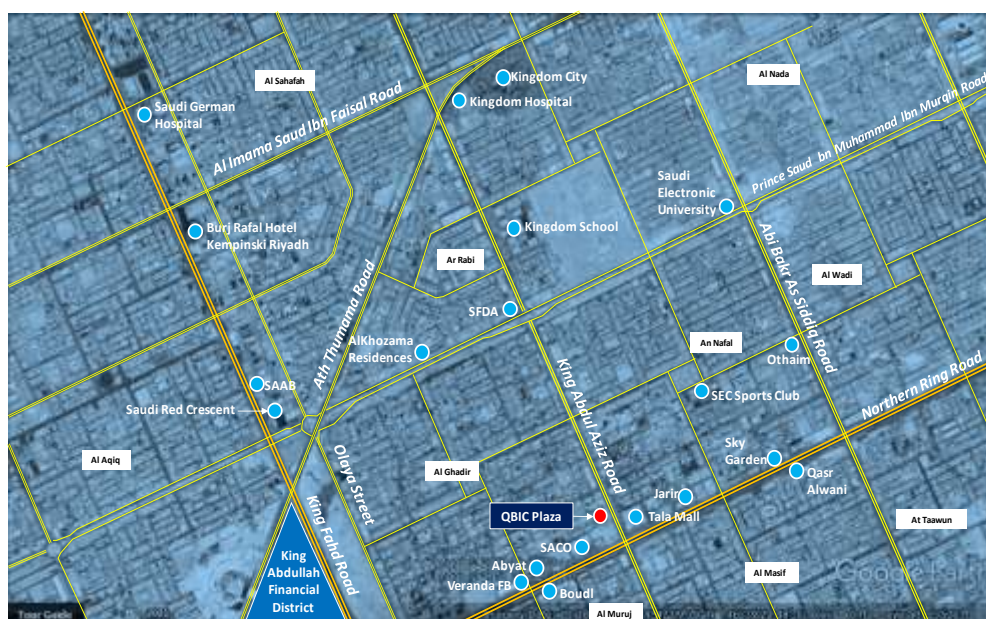 Al Sahafah
Kingdom City
Al Nada
Kingdom Hospital
Saudi German
Hospital
Al Imama Saud Ibn Faisal Road
Prince Saud bn Muhammad Ibn Murqin Road
Saudi
Electronic
University
Burj Rafal Hotel
Kempinski Riyadh
Kingdom School
Abi Bakr As Siddiq Road
Ar Rabi
Al Wadi
Ath Thumama Road
SFDA
AlKhozama
Residences
An Nafal
Othaim
King Abdul Aziz Road
Northern Ring Road
SAAB
SEC Sports Club
Saudi Red Crescent
Al Aqiq
Olaya Street
Al Ghadir
Sky
Garden
Qasr
Alwani
Jarir
King Fahd Road
QBIC Plaza
Tala Mall
At Taawun
SACO
King
Abdullah
Financial
District
Abyat
Al Masif
Veranda FB
Boudl
Al Muruj